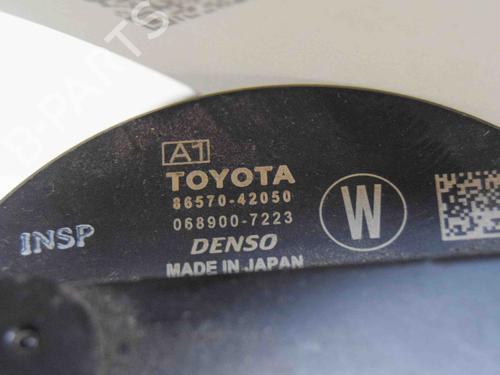 B-PARTS
A1
TOYOTA
86570-42050
068900-7223
W
INSP
DENSO
MADE IN JAPAN